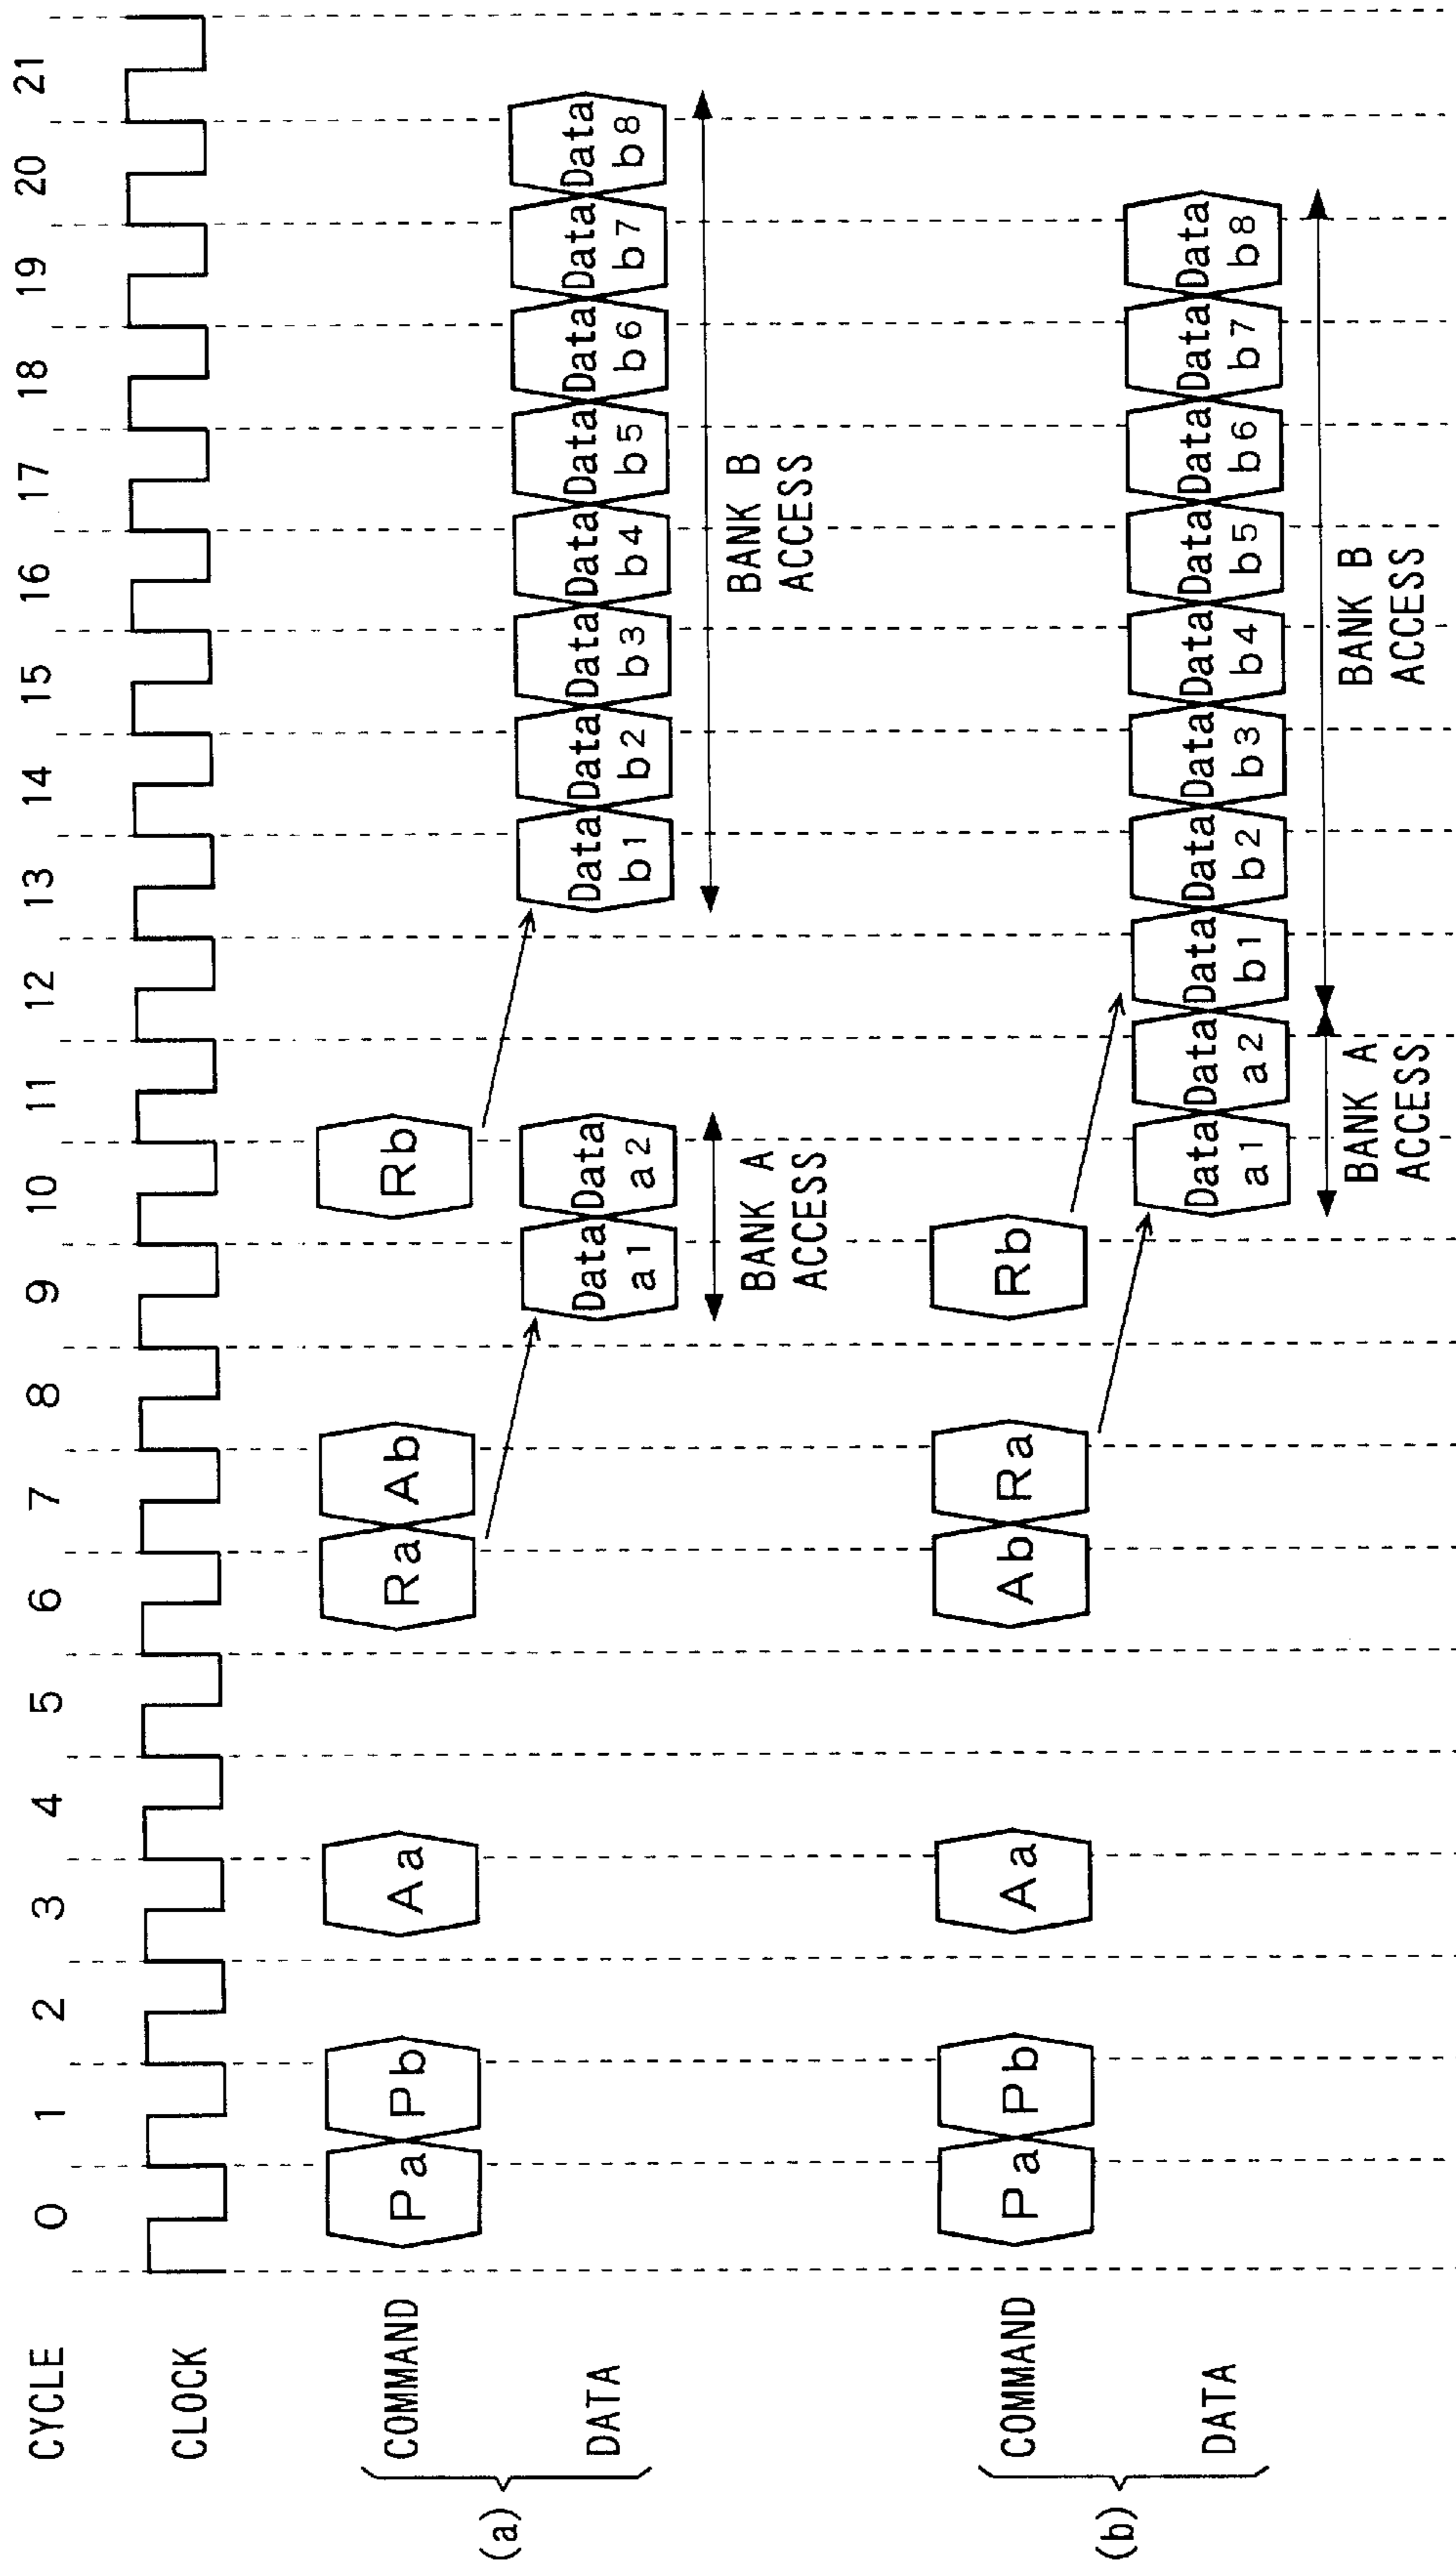 CYCLE 0 1 2 3 4 5 6 7 8 9 10 11 12 13 14 15 16 17 18 19 20 21
CLOCK
(a)
COMMAND Pa Pb Aa Ra Ab Rb
DATA Data a1 Data a2 Data b1 Data b2 Data b3 Data b4 Data b5 Data b6 Data b7 Data b8
BANK A ACCESS
BANK B ACCESS
(b)
COMMAND Pa Pb Aa Ab Ra Rb
DATA Data a1 Data a2 Data b1 Data b2 Data b3 Data b4 Data b5 Data b6 Data b7 Data b8
BANK A ACCESS
BANK B ACCESS